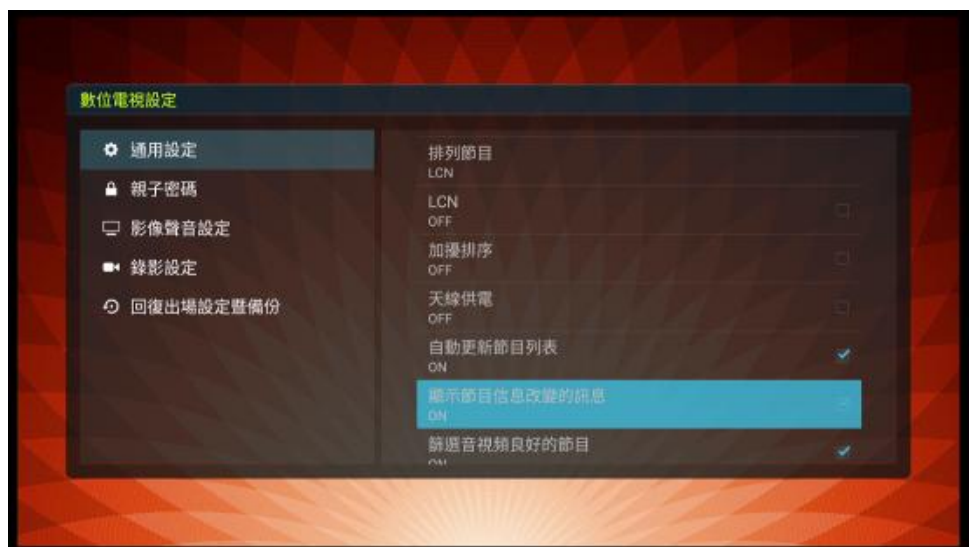 數位電視設定
通用設定
親子密碼
影像聲音設定
錄影設定
回復出場設定暨備份
排列節目
LCN
LCN
OFF
加擾排序
OFF
天線供電
OFF
自動更新節目列表
ON
顯示節目信息改變的訊息
ON
篩選音視頻良好的節目
ON